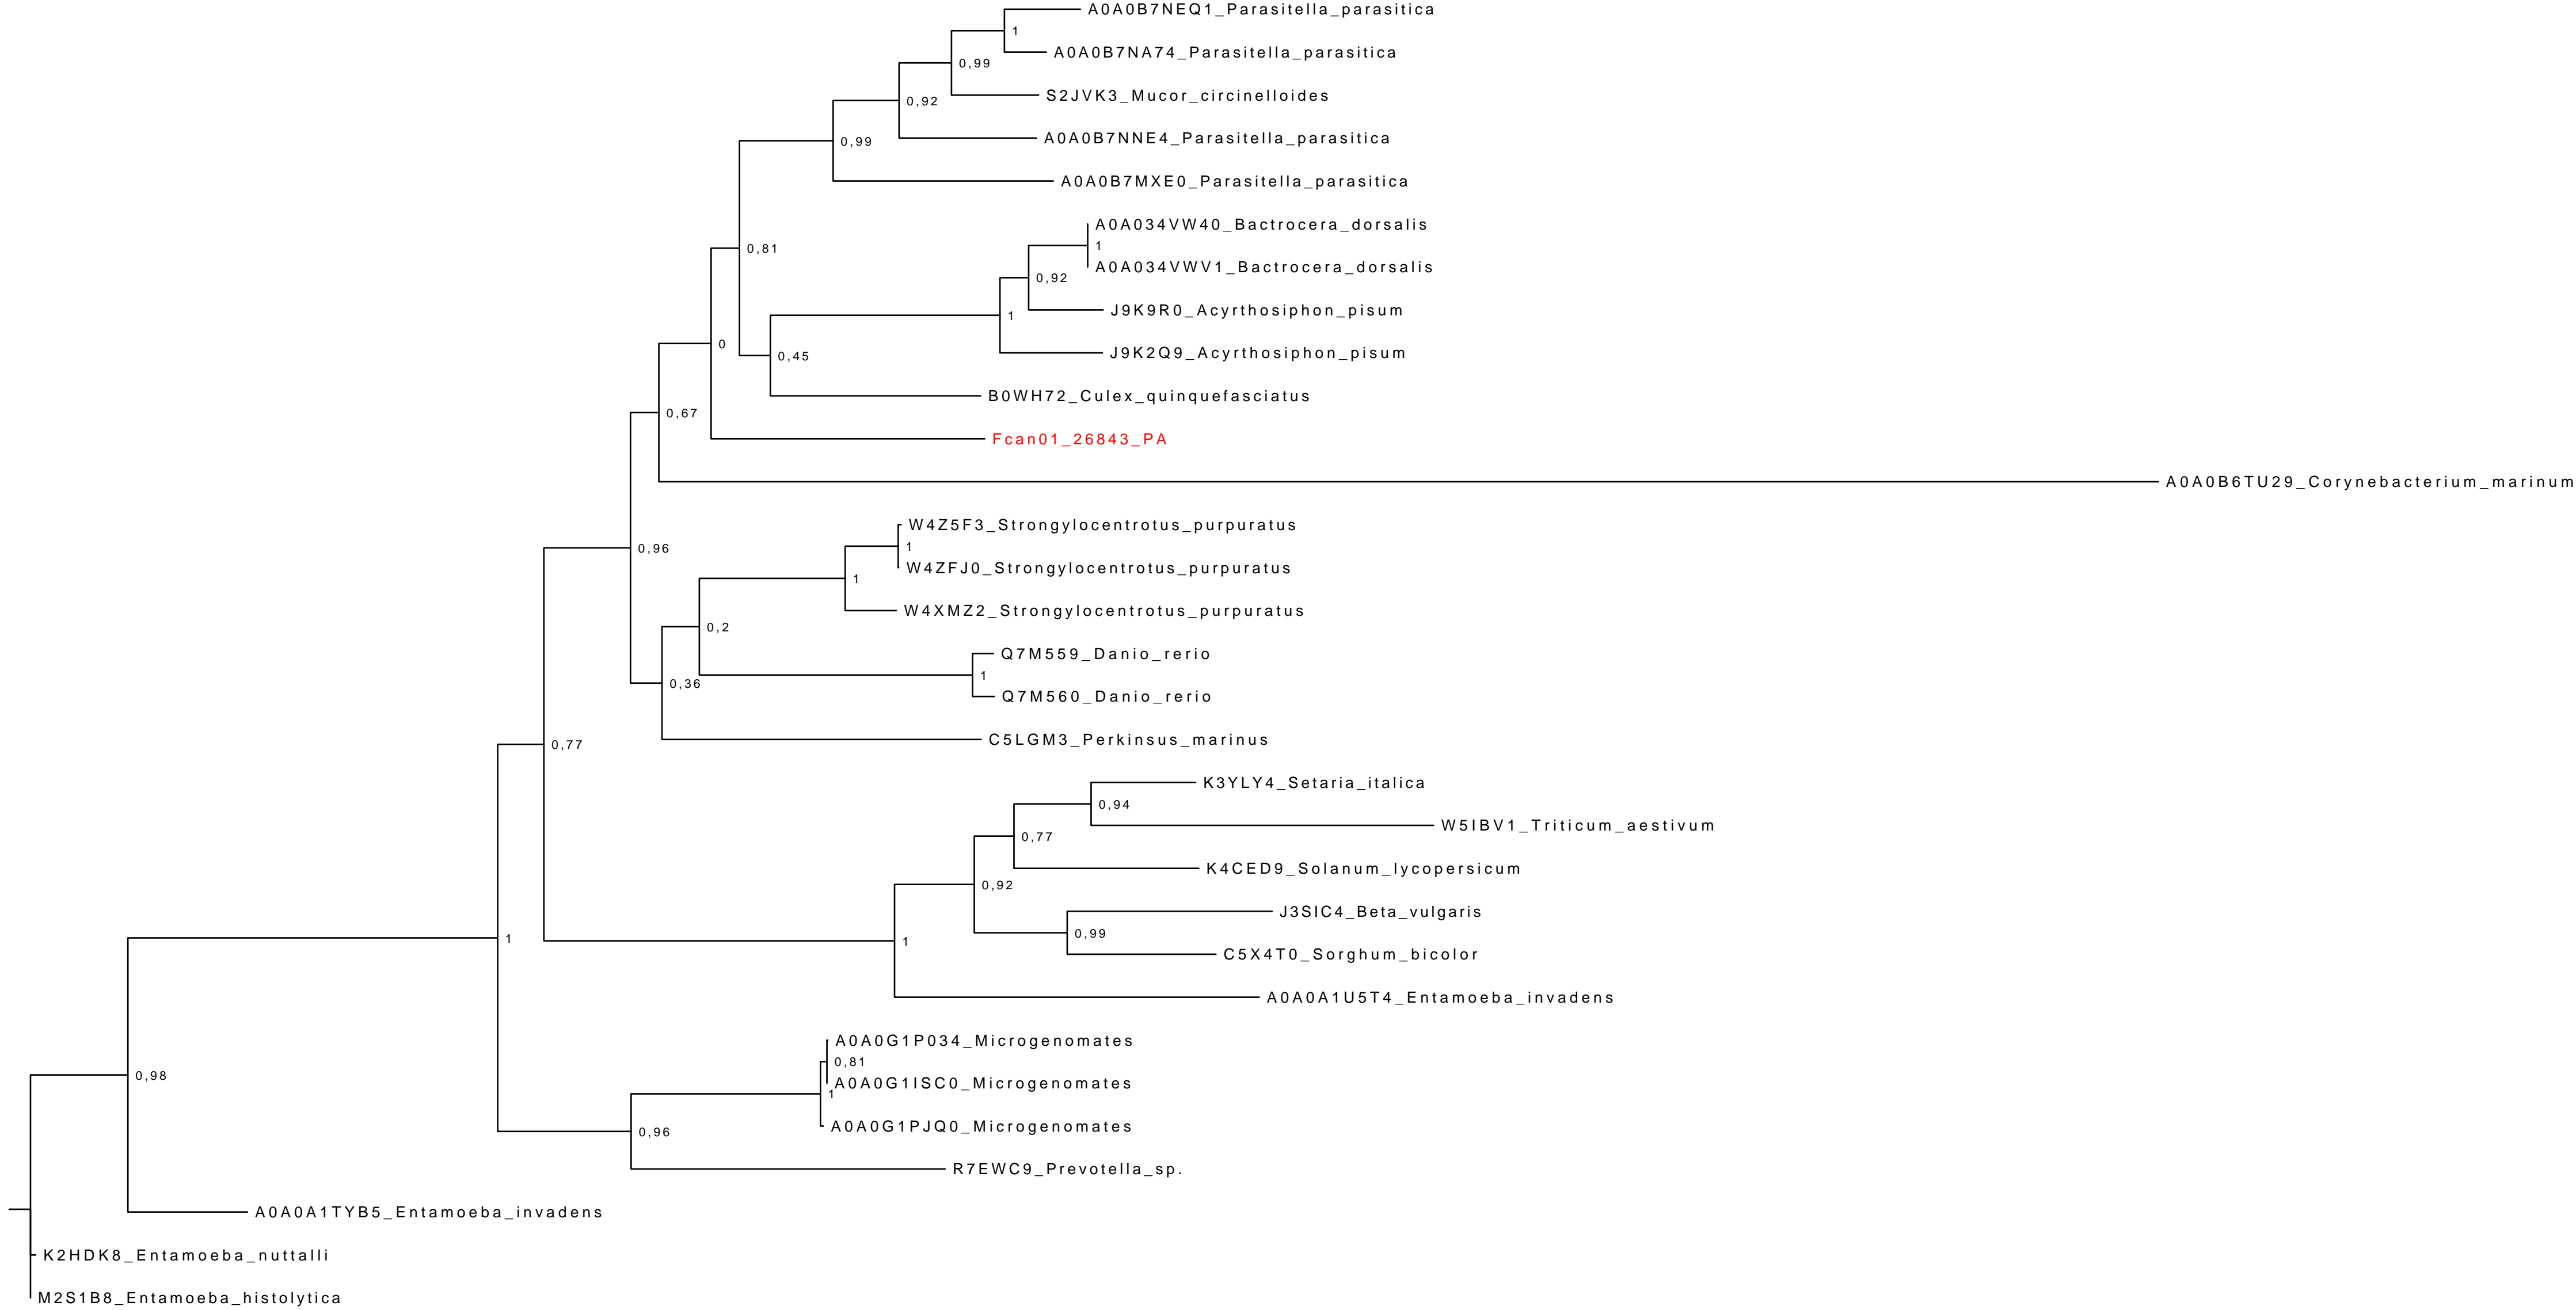 A0A0B7NEQ1_Parasitella_parasitica
1
A0A0B7NA74_Parasitella_parasitica
0,99
S2JVK3_Mucor_circinelloides
0,92
A0A0B7NNE4_Parasitella_parasitica
0,99
A0A0B7MXE0_Parasitella_parasitica
A0A034VW40_Bactrocera_dorsalis
1
0,81
A0A034VWV1_Bactrocera_dorsalis
0,92
J9K9R0_Acyrthosiphon_pisum
1
0
J9K2Q9_Acyrthosiphon_pisum
0,45
B0WH72_Culex_quinquefasciatus
0,67
Fcan01_26843_PA
A0A0B6TU29_Corynebacterium_marinum
W4Z5F3_Strongylocentrotus_purpuratus
1
0,96
W4ZFJ0_Strongylocentrotus_purpuratus
1
W4XMZ2_Strongylocentrotus_purpuratus
0,2
Q7M559_Danio_rerio
1
0,36
Q7M560_Danio_rerio
C5LGM3_Perkinsus_marinus
0,77
K3YLY4_Setaria_italica
0,94
W5IBV1_Triticum_aestivum
0,77
K4CED9_Solanum_lycopersicum
0,92
J3SIC4_Beta_vulgaris
0,99
1
1
C5X4T0_Sorghum_bicolor
A0A0A1U5T4_Entamoeba_invadens
A0A0G1P034_Microgenomates
0,81
0,98
A0A0G1ISC0_Microgenomates
1
A0A0G1PJQ0_Microgenomates
0,96
R7EWC9_Prevotella_sp.
A0A0A1TYB5_Entamoeba_invadens
K2HDK8_Entamoeba_nuttalli
M2S1B8_Entamoeba_histolytica